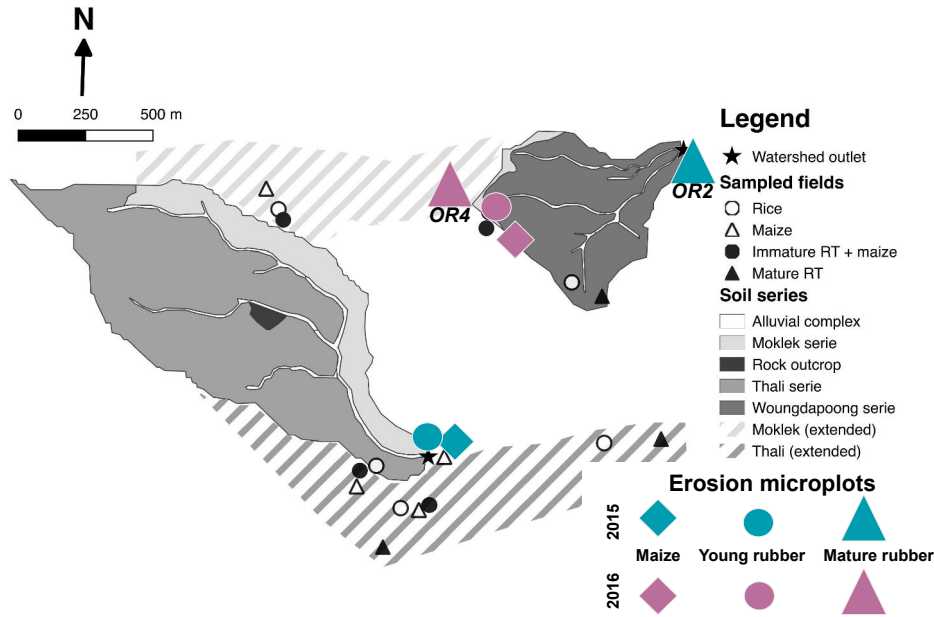 N
0 250 500 m
OR4
OR2
Legend
Watershed outlet
Sampled fields
Rice
Maize
Immature RT + maize
Mature RT
Soil series
Alluvial complex
Moklek serie
Rock outcrop
Thali serie
Woungdapoong serie
Moklek (extended)
Thali (extended)
Erosion microplots
2015
Maize Young rubber Mature rubber
2016